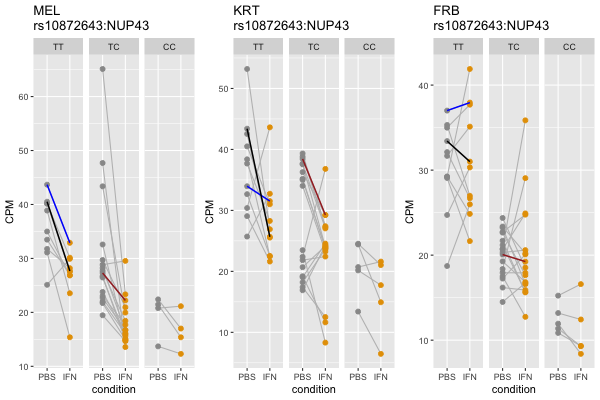 MEL
rs10872643:NUP43
TT TC CC
CPM
60
50
40
30
20
10
PBS IFN PBS IFN PBS IFN
condition
KRT
rs10872643:NUP43
TT TC CC
CPM
50
40
30
20
10
PBS IFN PBS IFN PBS IFN
condition
FRB
rs10872643:NUP43
TT TC CC
CPM
40
30
20
10
PBS IFN PBS IFN PBS IFN
condition